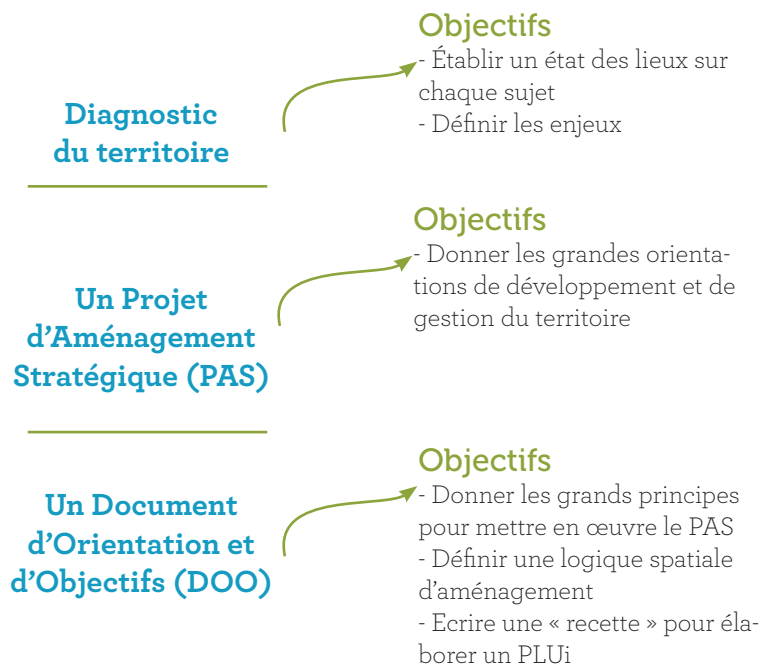 Diagnostic
du territoire
Objectifs
- Établir un état des lieux sur
chaque sujet
- Définir les enjeux
Un Projet
d’Aménagement
Stratégique (PAS)
Objectifs
- Donner les grandes orienta-
tions de développement et de
gestion du territoire
Un Document
d’Orientation et
d’Objectifs (DOO)
Objectifs
- Donner les grands principes
pour mettre en œuvre le PAS
- Définir une logique spatiale
d’aménagement
- Ecrire une « recette » pour éla-
borer un PLUi